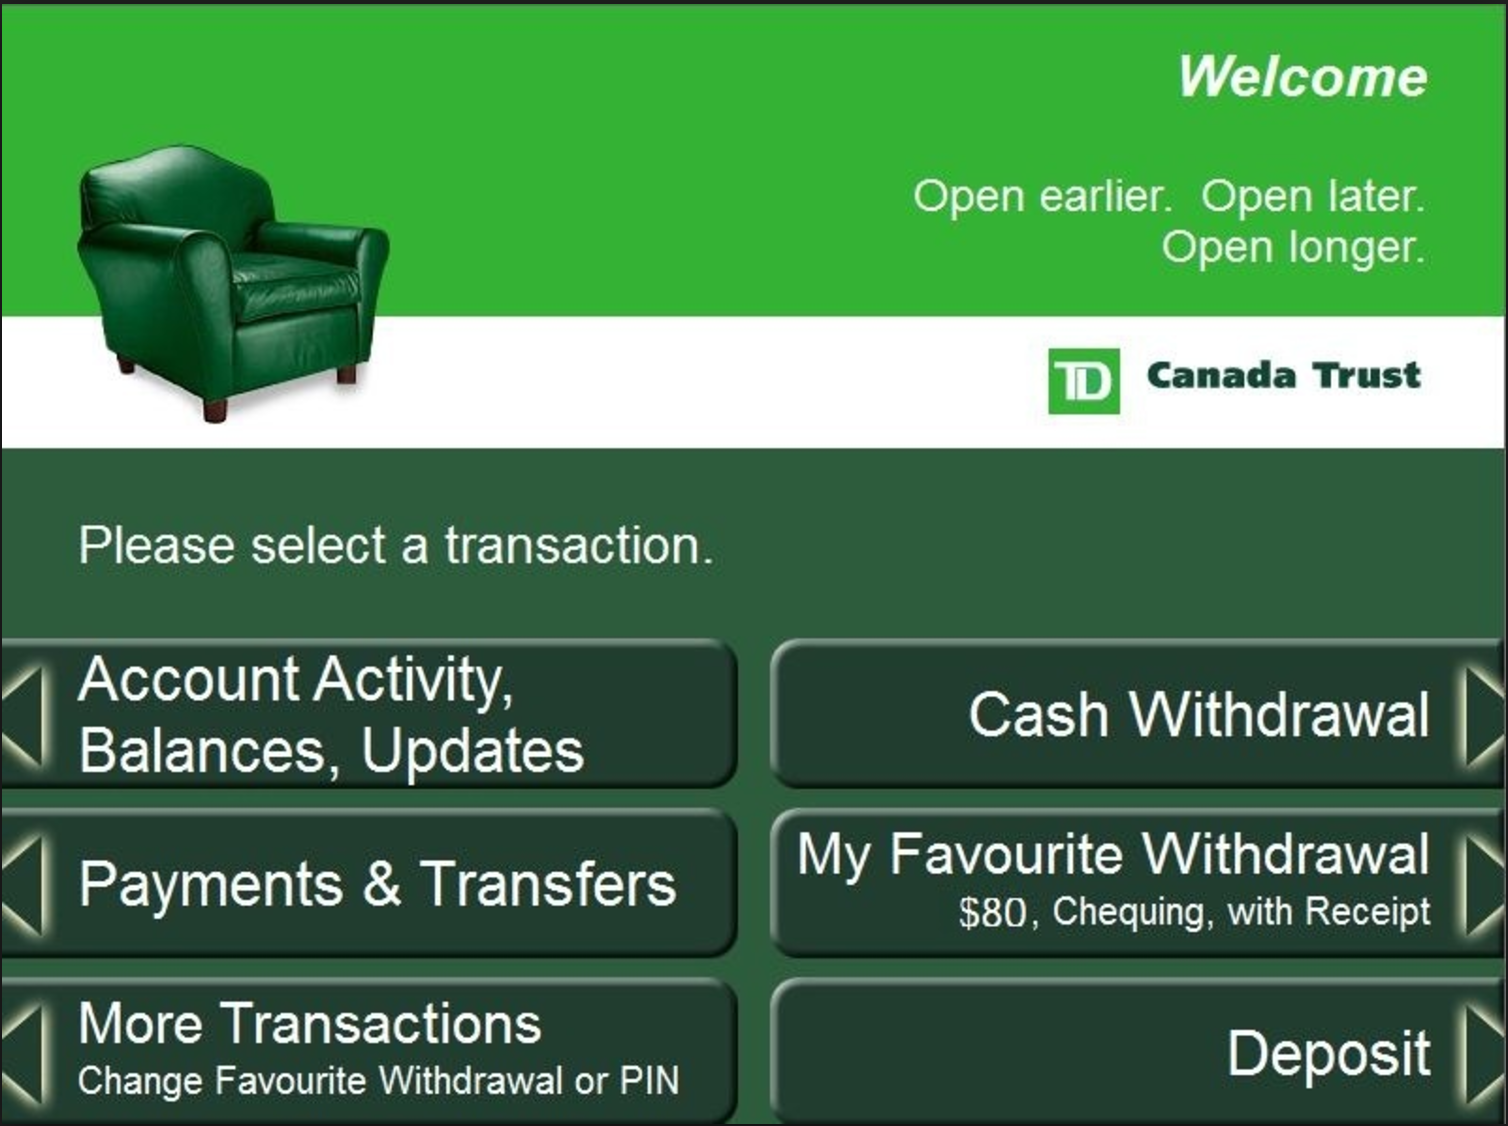 Welcome
Open earlier. Open later.
Open longer.
TD Canada Trust
Please select a transaction.
Account Activity,
Balances, Updates
Cash Withdrawal
Payments & Transfers
My Favourite Withdrawal
$80, Chequing, with Receipt
More Transactions
Change Favourite Withdrawal or PIN
Deposit